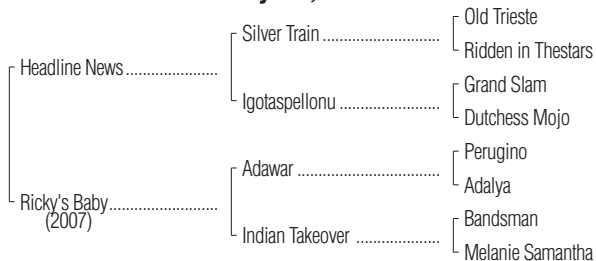 Old Trieste
Silver Train
Ridden in Thestars
Headline News
Grand Slam
Igotaspellonu
Dutchess Mojo
Perugino
Adawar
Adalya
Ricky's Baby
(2007)
Bandsman
Indian Takeover
Melanie Samantha